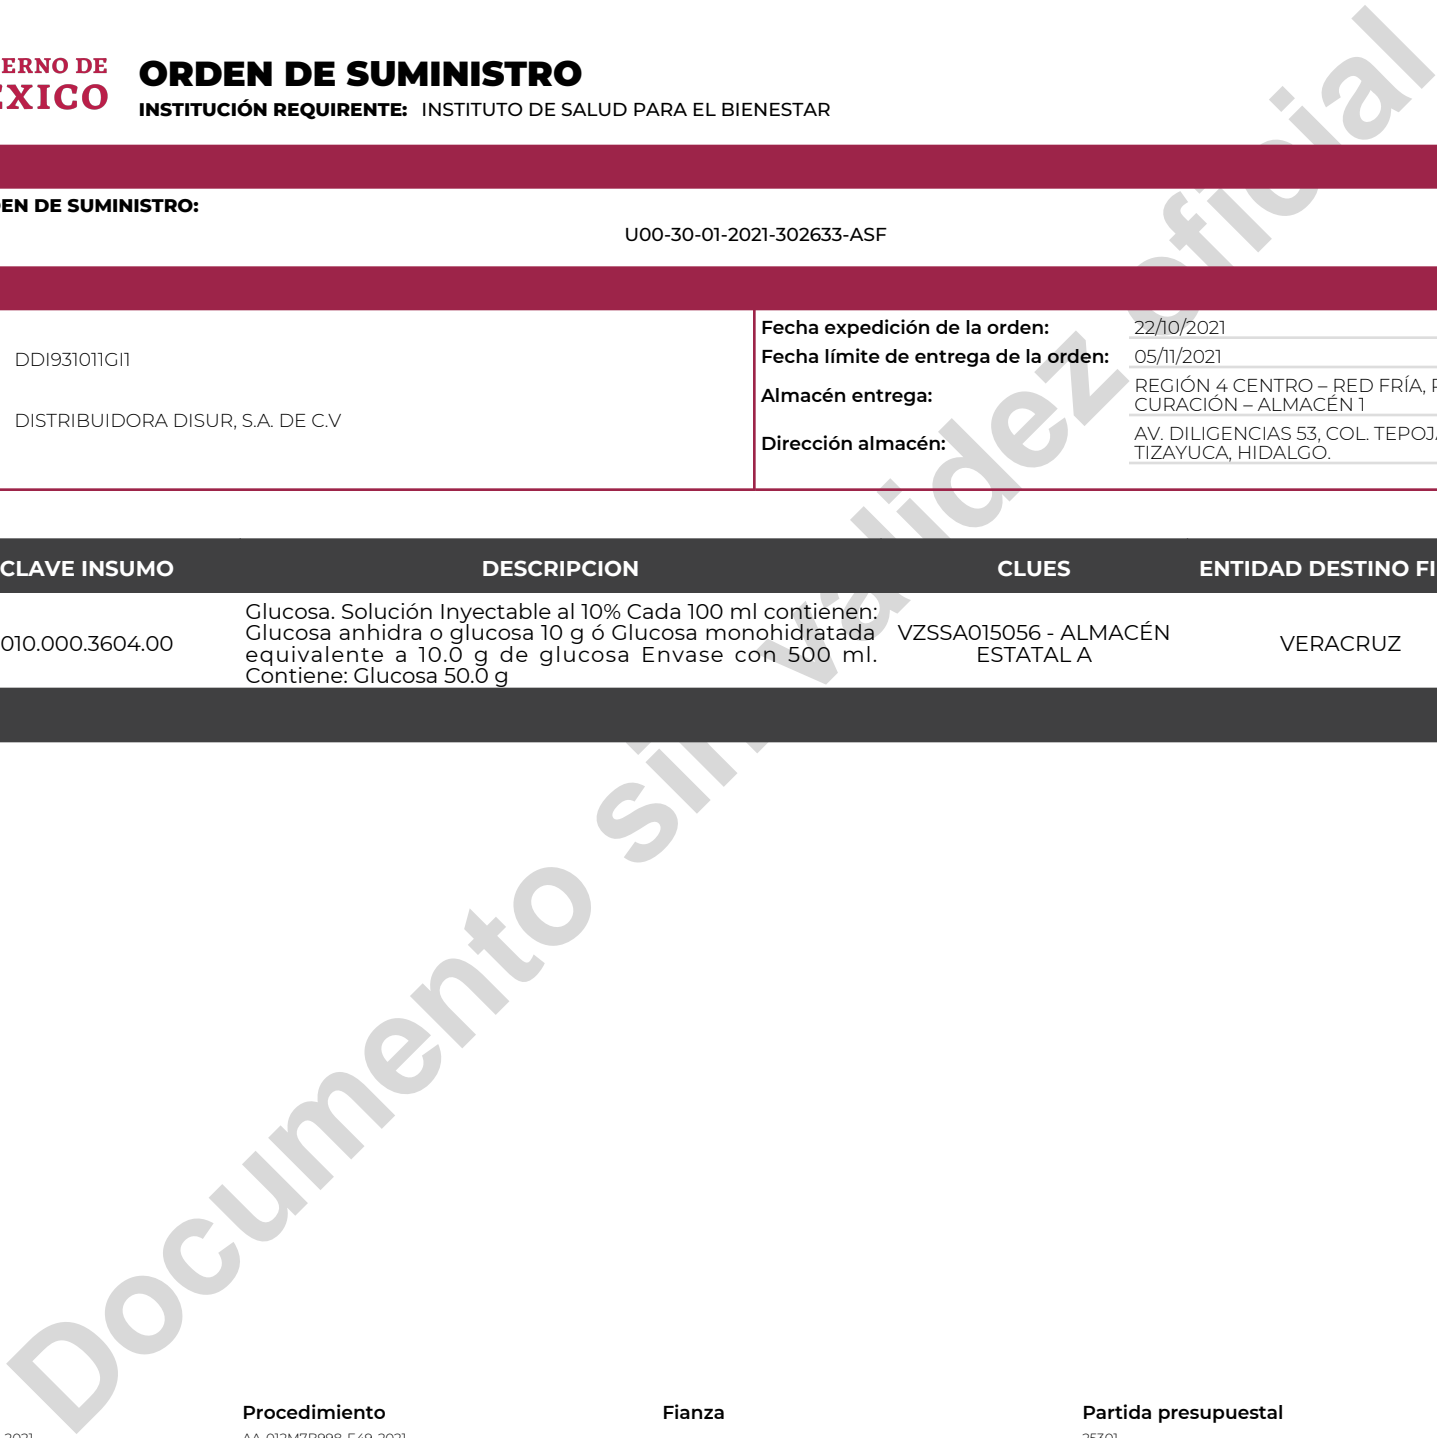 ERNO DE
EXICO
ORDEN DE SUMINISTRO
INSTITUCIÓN REQUIRENTE: INSTITUTO DE SALUD PARA EL BIENESTAR
EN DE SUMINISTRO:
U00-30-01-2021-302633-ASF
DDI931011GI1
DISTRIBUIDORA DISUR, S.A. DE C.V
Fecha expedición de la orden: 22/10/2021
Fecha límite de entrega de la orden: 05/11/2021
Almacén entrega: REGIÓN 4 CENTRO – RED FRÍA,
CURACIÓN – ALMACÉN 1
Dirección almacén: AV. DILIGENCIAS 53, COL. TEPOJ
TIZAYUCA, HIDALGO.
CLAVE INSUMO DESCRIPCION CLUES ENTIDAD DESTINO FI
010.000.3604.00
Glucosa. Solución Inyectable al 10% Cada 100 ml contienen:
Glucosa anhidra o glucosa 10 g ó Glucosa monohidratada
equivalente a 10.0 g de glucosa Envase con 500 ml.
Contiene: Glucosa 50.0 g
VZSSA015056 - ALMACÉN
ESTATAL A
VERACRUZ
Documento sin validez oficial
Procedimiento Fianza Partida presupuestal